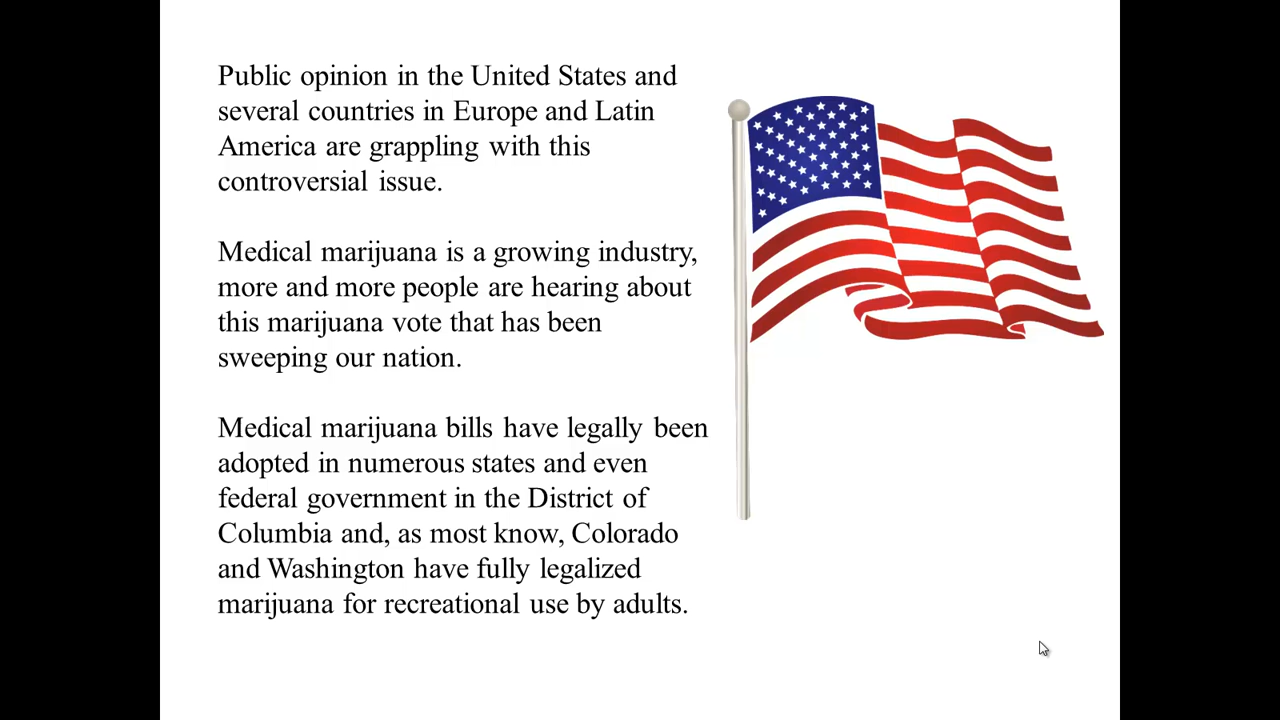 Public opinion in the United States and
several countries in Europe and Latin
America are grappling with this
controversial issue.
Medical marijuana is a growing industry,
more and more people are hearing about
this marijuana vote that has been
sweeping our nation.
Medical marijuana bills have legally been
adopted in numerous states and even
federal government in the District of
Columbia and, as most know, Colorado
and Washington have fully legalized
marijuana for recreational use by adults.